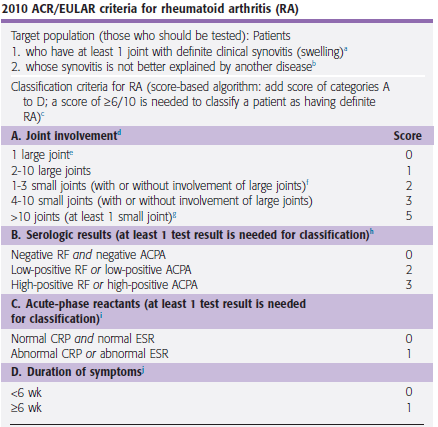 2010 ACR/EULAR criteria for rheumatoid arthritis (RA)
Target population (those who should be tested): Patients
1. who have at least 1 joint with definite clinical synovitis (swelling)ᵃ
2. whose synovitis is not better explained by another diseaseᵇ
Classification criteria for RA (score-based algorithm: add score of categories A
to D; a score of ≥6/10 is needed to classify a patient as having definite
RA)ᶜ
A. Joint involvementᵈ Score
1 large jointᵉ 0
2-10 large joints 1
1-3 small joints (with or without involvement of large joints)ᶠ 2
4-10 small joints (with or without involvement of large joints) 3
>10 joints (at least 1 small joint)ᵍ 5
B. Serologic results (at least 1 test result is needed for classification)ʰ
Negative RF and negative ACPA 0
Low-positive RF or low-positive ACPA 2
High-positive RF or high-positive ACPA 3
C. Acute-phase reactants (at least 1 test result is needed
for classification)ⁱ
Normal CRP and normal ESR 0
Abnormal CRP or abnormal ESR 1
D. Duration of symptomsʲ
<6 wk 0
≥6 wk 1